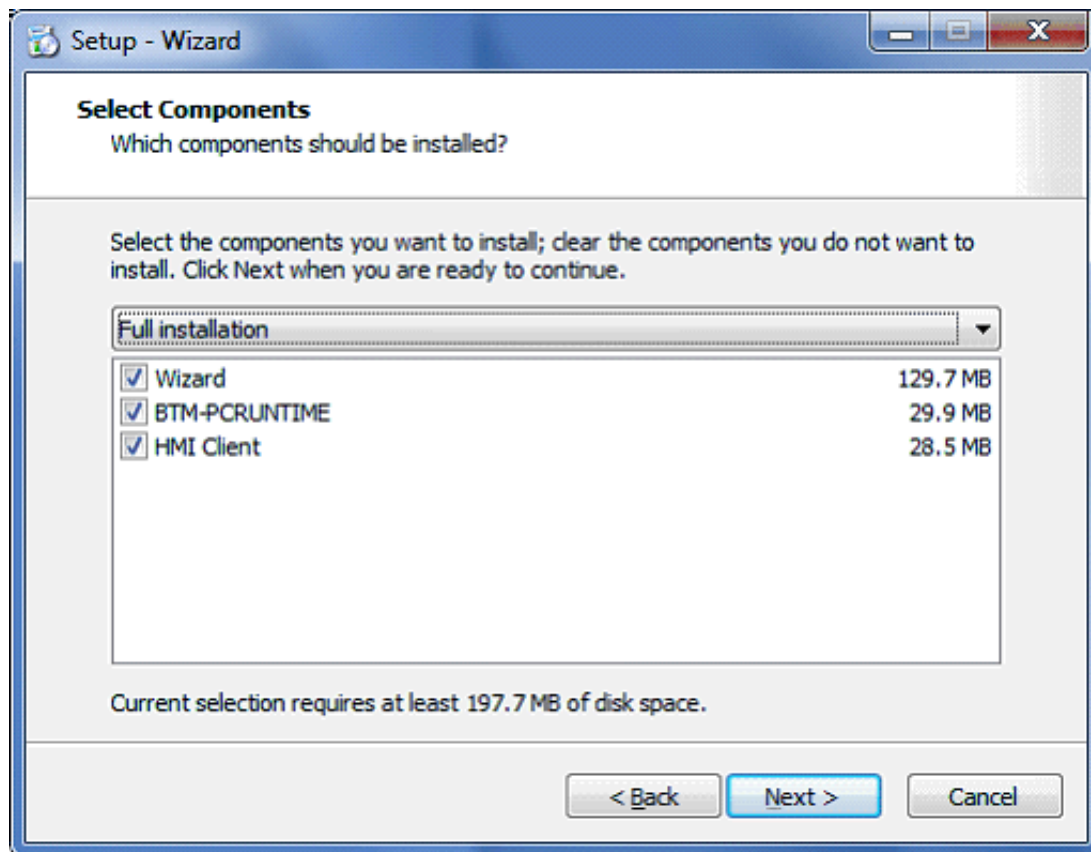 Setup - Wizard
Select Components
Which components should be installed?
Select the components you want to install; clear the components you do not want to
install. Click Next when you are ready to continue.
Full installation
Wizard 129.7 MB
BTM-PCRUNTIME 29.9 MB
HMI Client 28.5 MB
Current selection requires at least 197.7 MB of disk space.
< Back Next > Cancel